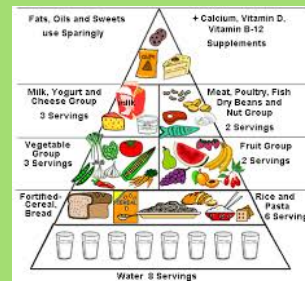 Fats, Oils and Sweets
use Sparingly
+ Calcium, Vitamin D,
Vitamin B-12
Supplements
Milk, Yogurt and
Cheese Group
3 Servings
milk
Meat, Poultry, Fish
Dry Beans and
Nut Group
2 Servings
Vegetable
Group
3 Servings
Fruit Group
2 Servings
Fortified-
Cereal,
Bread
Rice and
Pasta
6 Serving
Water 8 Servings